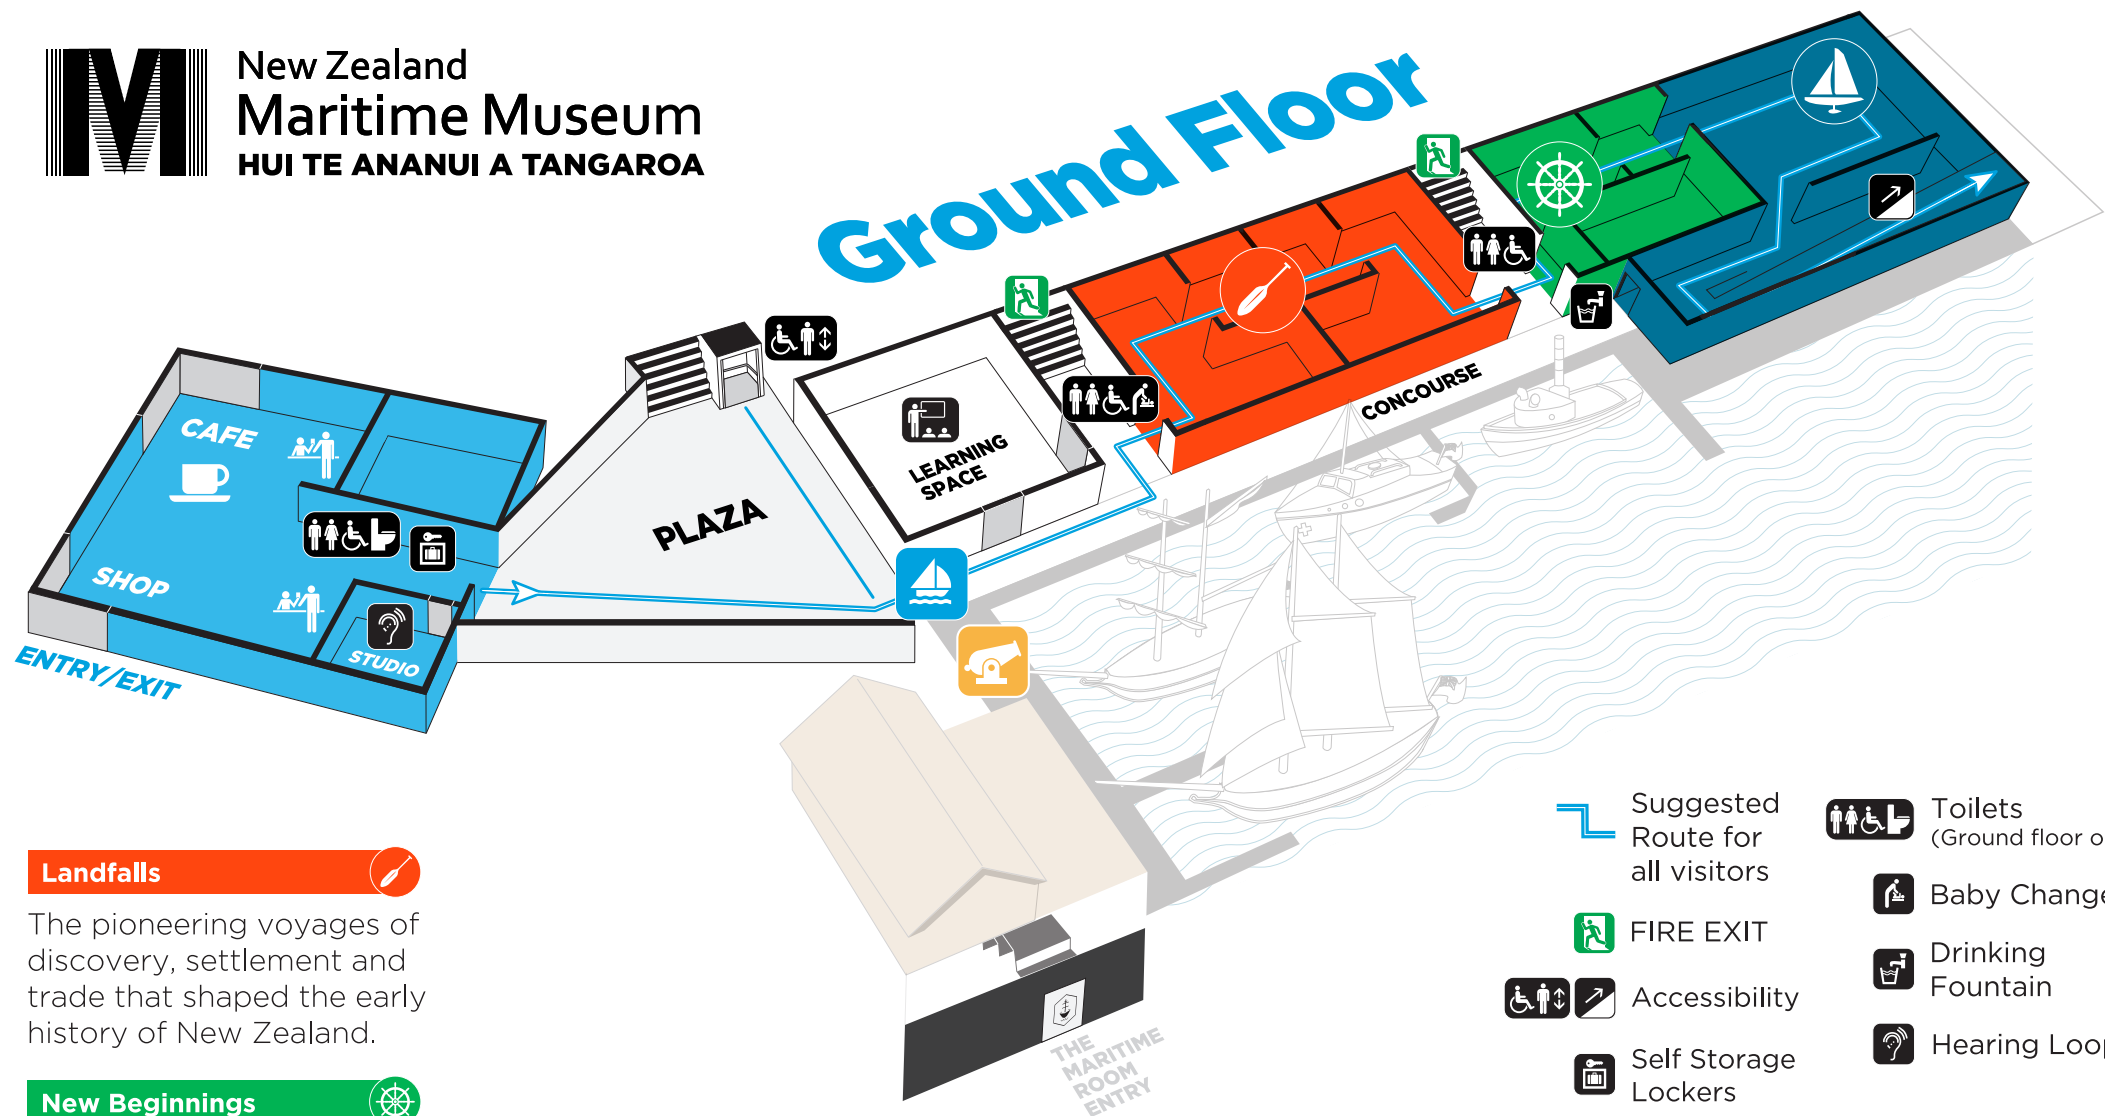 New Zealand
Maritime Museum
HUI TE ANANUI A TANGAROA
Ground Floor
CAFE
SHOP
STUDIO
ENTRY/EXIT
PLAZA
LEARNING
SPACE
CONCOURSE
THE
MARITIME
ROOM
ENTRY
Landfalls
The pioneering voyages of
discovery, settlement and
trade that shaped the early
history of New Zealand.
New Beginnings
Suggested
Route for
all visitors
FIRE EXIT
Accessibility
Self Storage
Lockers
Toilets
(Ground floor o
Baby Change
Drinking
Fountain
Hearing Loo